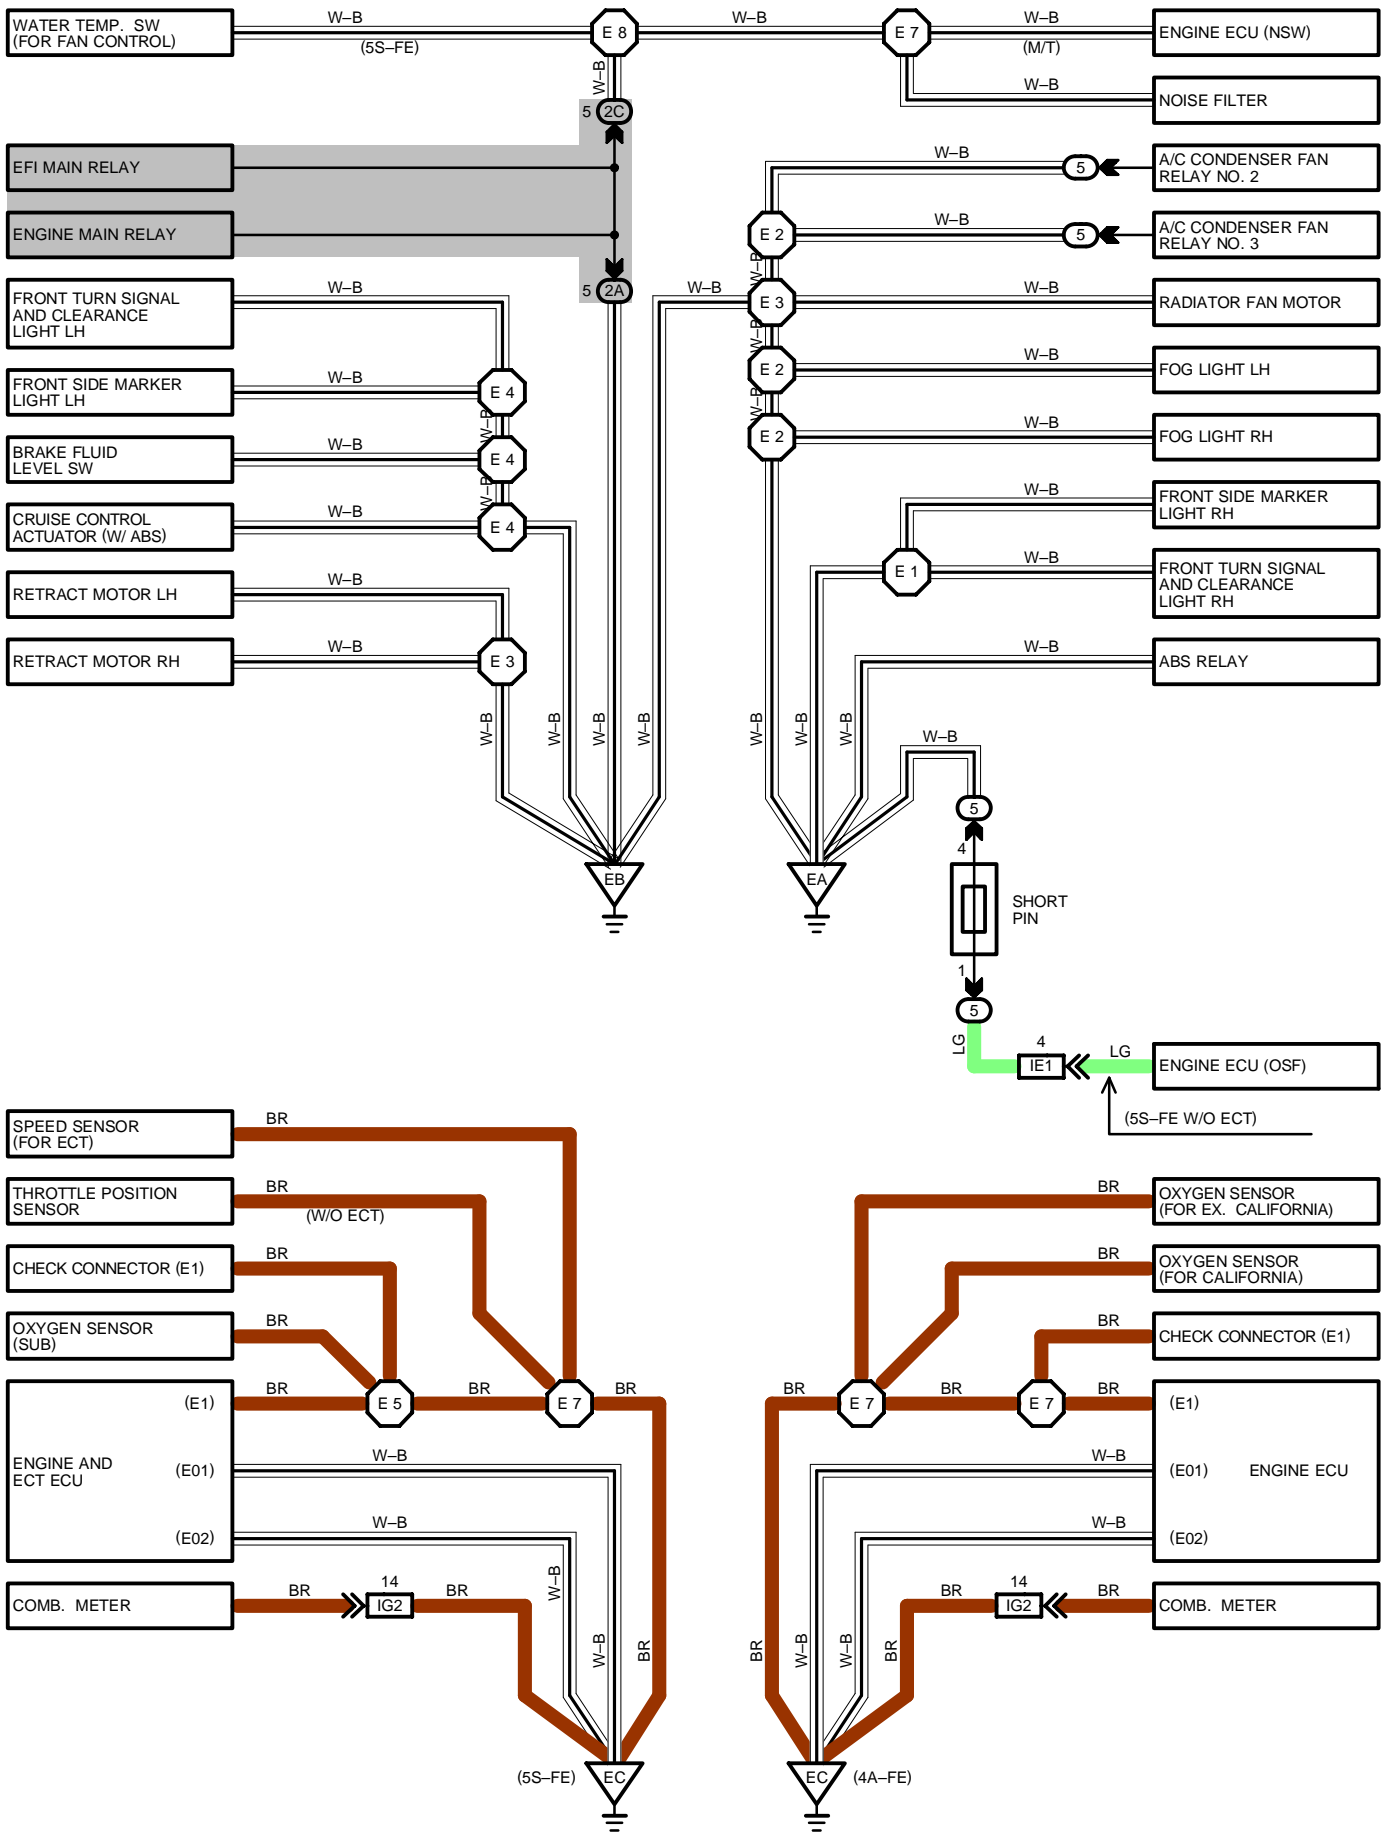 WATER TEMP. SW
(FOR FAN CONTROL)
W–B
(5S–FE)
E 8
W–B
E 7
W–B
(M/T)
ENGINE ECU (NSW)
W–B
W–B
NOISE FILTER
5
2C
EFI MAIN RELAY
ENGINE MAIN RELAY
5
2A
W–B
5
A/C CONDENSER FAN
RELAY NO. 2
E 2
W–B
5
A/C CONDENSER FAN
RELAY NO. 3
W–B
FRONT TURN SIGNAL
AND CLEARANCE
LIGHT LH
W–B
W–B
E 3
W–B
RADIATOR FAN MOTOR
W–B
FRONT SIDE MARKER
LIGHT LH
W–B
E 4
E 2
W–B
FOG LIGHT LH
W–B
W–B
BRAKE FLUID
LEVEL SW
W–B
E 4
E 2
W–B
FOG LIGHT RH
W–B
CRUISE CONTROL
ACTUATOR (W/ ABS)
W–B
E 4
W–B
FRONT SIDE MARKER
LIGHT RH
RETRACT MOTOR LH
W–B
E 1
W–B
FRONT TURN SIGNAL
AND CLEARANCE
LIGHT RH
RETRACT MOTOR RH
W–B
E 3
W–B
ABS RELAY
W–B
W–B
W–B
W–B
W–B
W–B
W–B
W–B
5
4
EB
EA
SHORT
PIN
1
5
LG
4
IE1
LG
ENGINE ECU (OSF)
(5S–FE W/O ECT)
SPEED SENSOR
(FOR ECT)
BR
THROTTLE POSITION
SENSOR
BR
(W/O ECT)
BR
OXYGEN SENSOR
(FOR EX. CALIFORNIA)
CHECK CONNECTOR (E1)
BR
BR
OXYGEN SENSOR
(FOR CALIFORNIA)
OXYGEN SENSOR
(SUB)
BR
BR
CHECK CONNECTOR (E1)
(E1)
BR
E 5
BR
E 7
BR
BR
E 7
BR
E 7
BR
(E1)
ENGINE AND
ECT ECU
(E01)
W–B
W–B
(E01)
ENGINE ECU
(E02)
W–B
W–B
(E02)
W–B
COMB. METER
BR
14
IG2
BR
BR
14
IG2
BR
COMB. METER
W–B
BR
BR
W–B
W–B
(5S–FE)
EC
EC
(4A–FE)